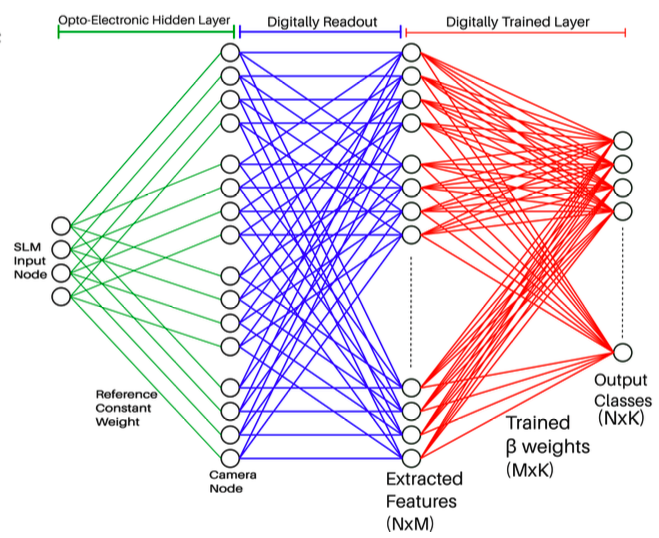 Opto-Electronic Hidden Layer
Digitally Readout
Digitally Trained Layer
SLM
Input
Node
Reference
Constant
Weight
Camera
Node
Extracted
Features
(NxM)
Trained
β weights
(MxK)
Output
Classes
(NxK)